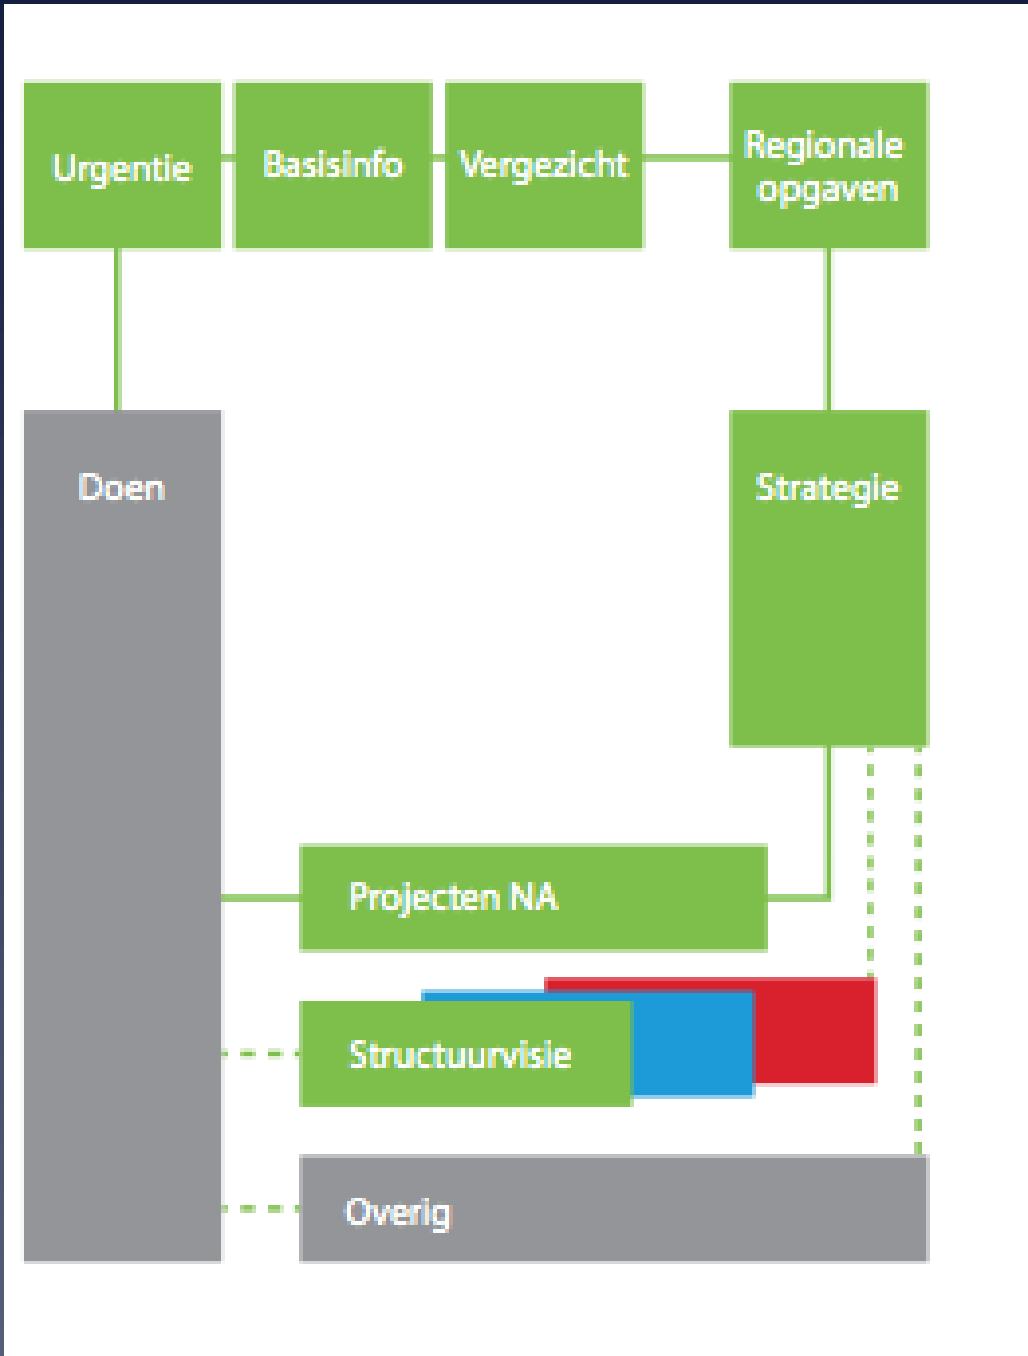 Urgentie
Basisinfo
Vergezicht
Regionale
opgaven
Doen
Strategie
Projecten NA
Structuurvisie
Overig